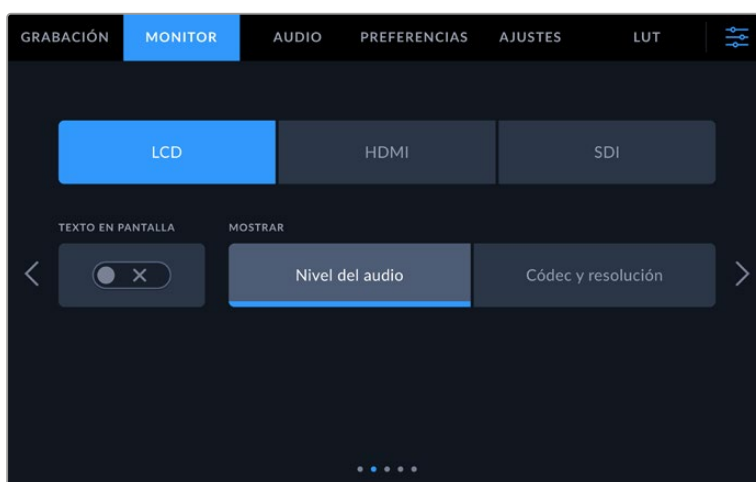 GRABACIÓN MONITOR AUDIO PREFERENCIAS AJUSTES LUT
LCD HDMI SDI
TEXTO EN PANTALLA MOSTRAR
Nivel del audio Códec y resolución